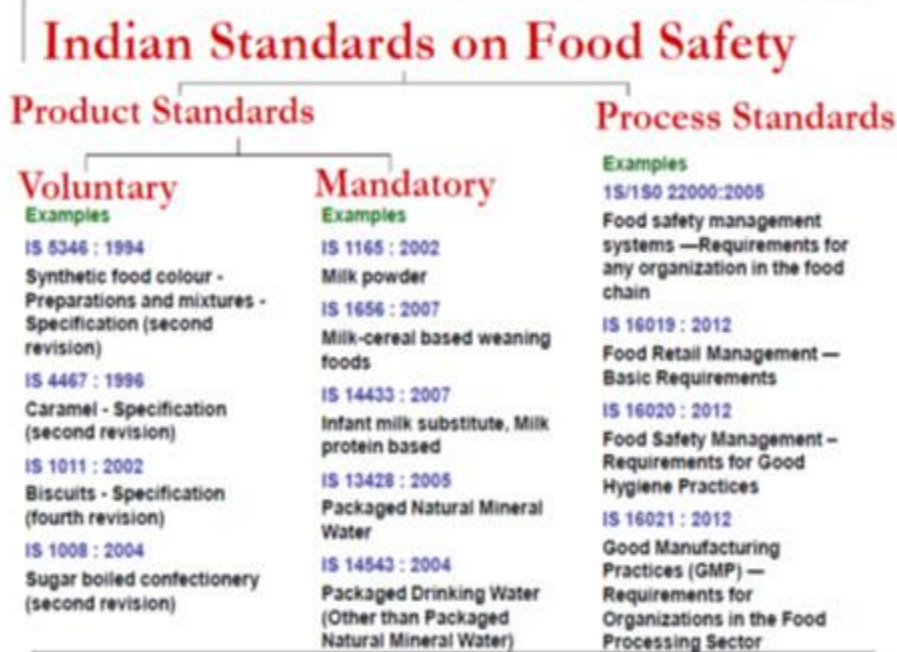 Indian Standards on Food Safety
Product Standards
Voluntary
Examples
IS 5346 : 1994
Synthetic food colour -
Preparations and mixtures -
Specification (second
revision)
IS 4467 : 1996
Caramel - Specification
(second revision)
IS 1011 : 2002
Biscuits - Specification
(fourth revision)
IS 1008 : 2004
Sugar boiled confectionery
(second revision)
Mandatory
Examples
IS 1165 : 2002
Milk powder
IS 1656 : 2007
Milk-cereal based weaning
foods
IS 14433 : 2007
Infant milk substitute, Milk
protein based
IS 13428 : 2005
Packaged Natural Mineral
Water
IS 14543 : 2004
Packaged Drinking Water
(Other than Packaged
Natural Mineral Water)
Process Standards
Examples
1S/1S0 22000:2005
Food safety management
systems —Requirements for
any organization in the food
chain
IS 16019 : 2012
Food Retail Management —
Basic Requirements
IS 16020 : 2012
Food Safety Management –
Requirements for Good
Hygiene Practices
IS 16021 : 2012
Good Manufacturing
Practices (GMP) —
Requirements for
Organizations in the Food
Processing Sector